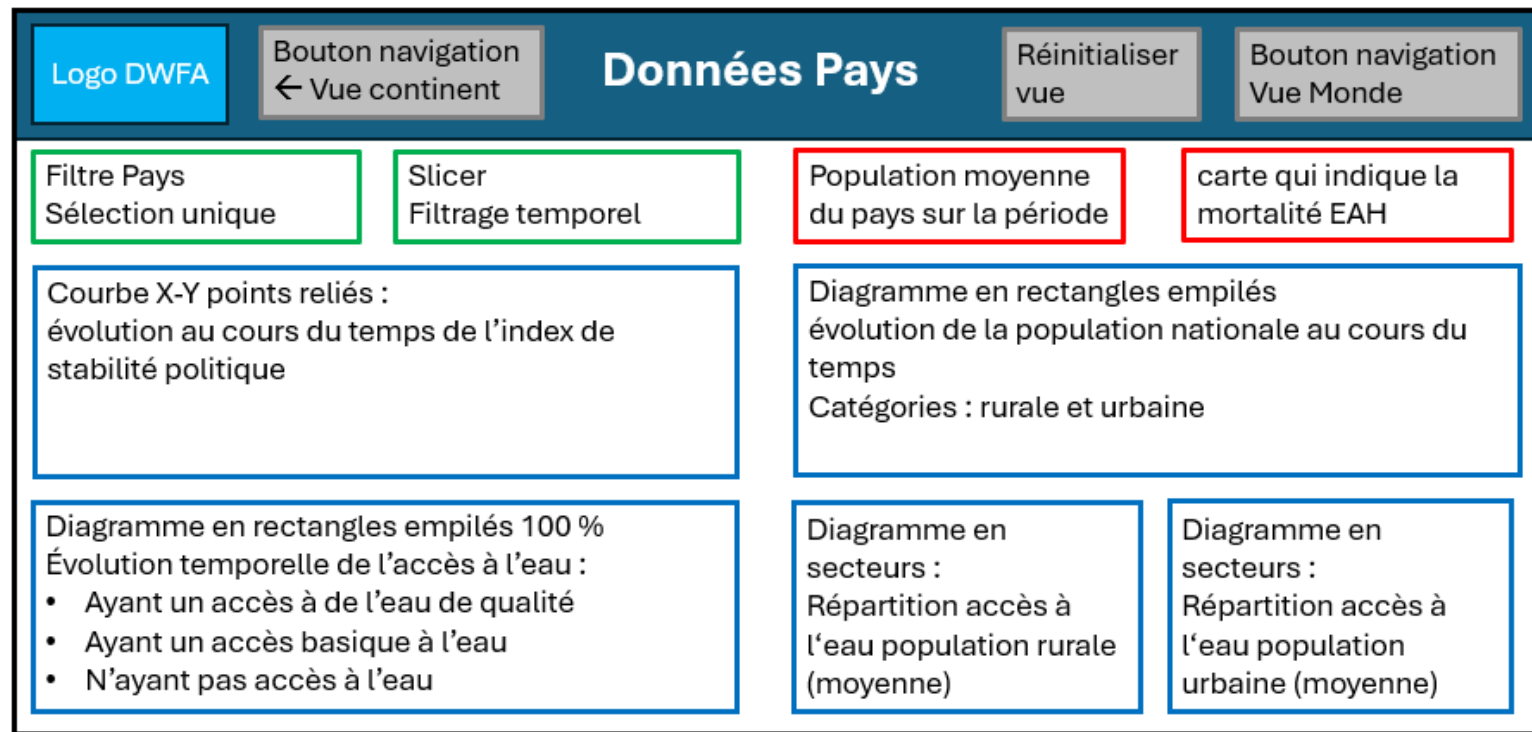 Logo DWFA
Bouton navigation
← Vue continent
Données Pays
Réinitialiser
vue
Bouton navigation
Vue Monde
Filtre Pays
Sélection unique
Slicer
Filtrage temporel
Population moyenne
du pays sur la période
carte qui indique la
mortalité EAH
Courbe X-Y points reliés :
évolution au cours du temps de l’index de
stabilité politique
Diagramme en rectangles empilés
évolution de la population nationale au cours du
temps
Catégories : rurale et urbaine
Diagramme en rectangles empilés 100 %
Évolution temporelle de l’accès à l’eau :
• Ayant un accès à de l’eau de qualité
• Ayant un accès basique à l’eau
• N’ayant pas accès à l’eau
Diagramme en
secteurs :
Répartition accès à
l‘eau population rurale
(moyenne)
Diagramme en
secteurs :
Répartition accès à
l‘eau population
urbaine (moyenne)